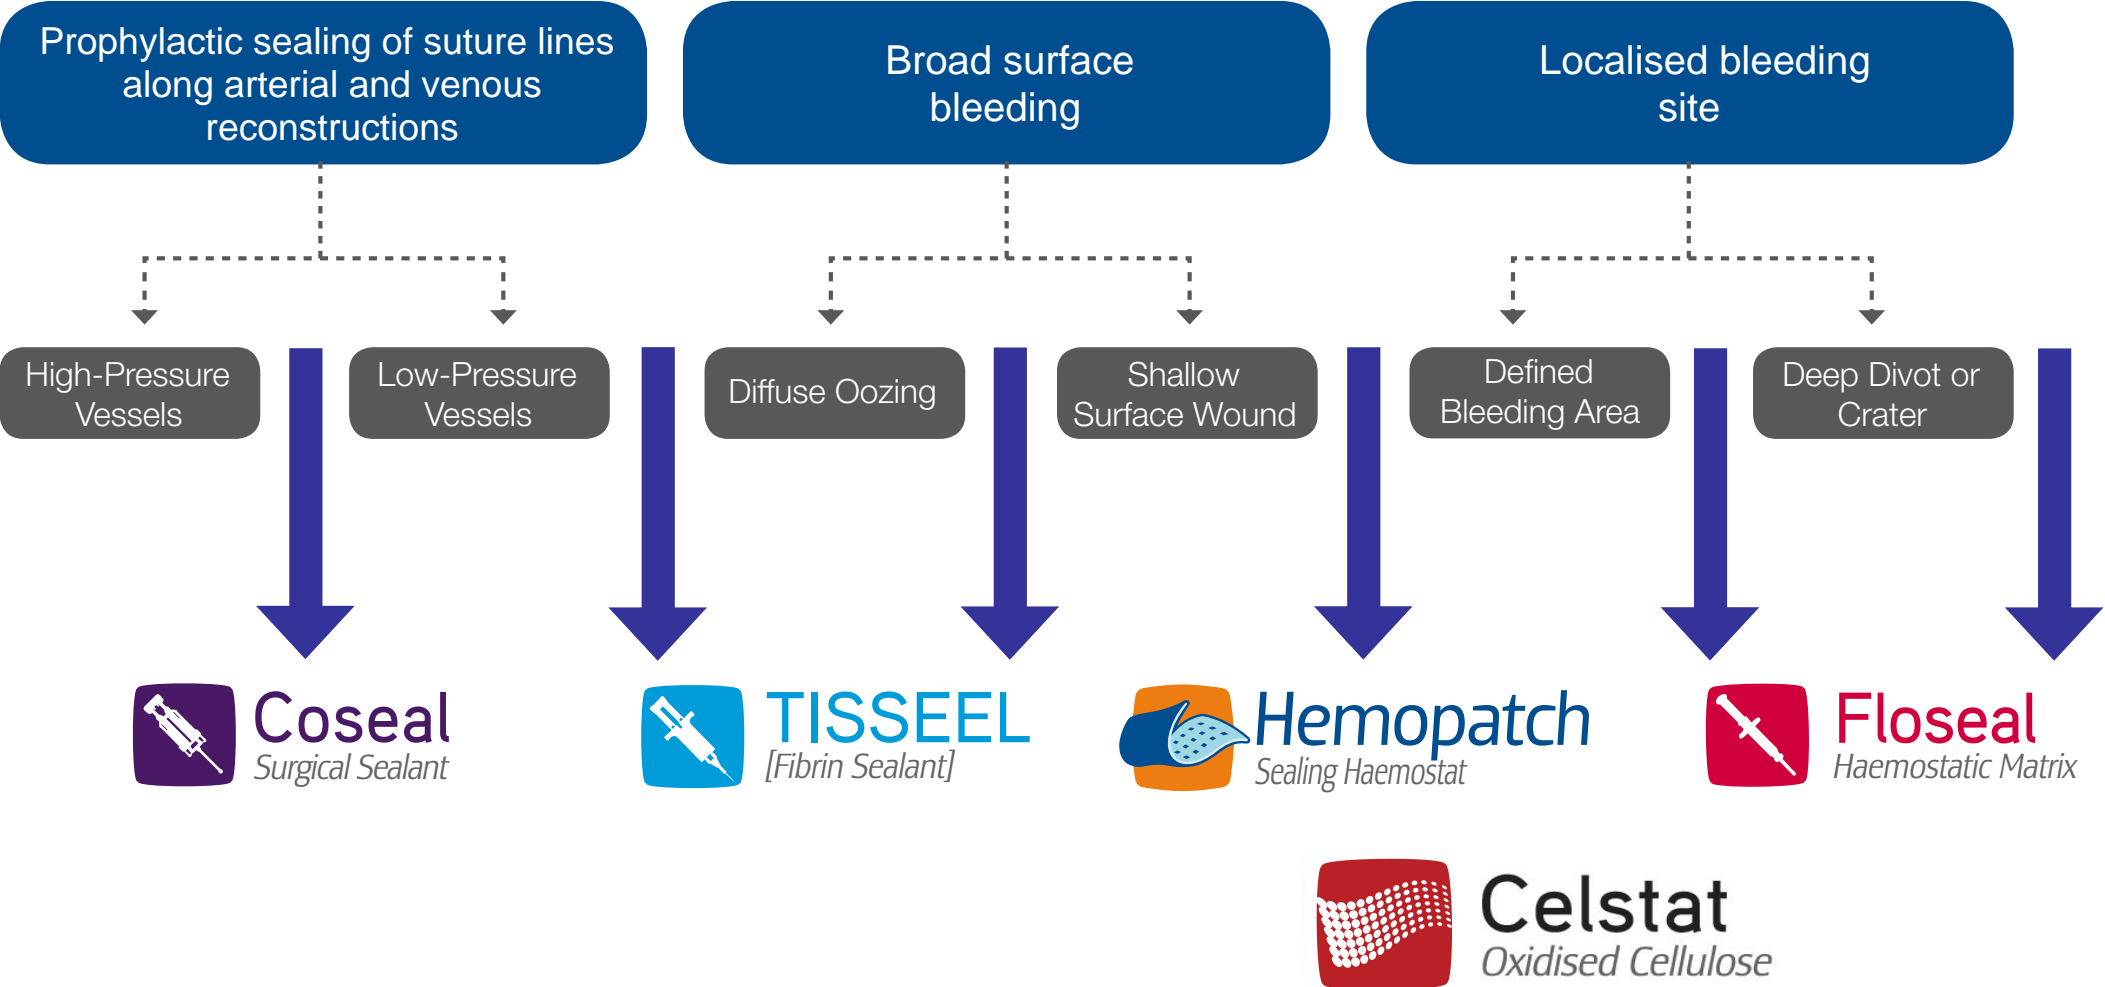 Prophylactic sealing of suture lines
along arterial and venous
reconstructions
Broad surface
bleeding
Localised bleeding
site
High-Pressure
Vessels
Low-Pressure
Vessels
Diffuse Oozing
Shallow
Surface Wound
Defined
Bleeding Area
Deep Divot or
Crater
Coseal
Surgical Sealant
TISSEEL
[Fibrin Sealant]
Hemopatch
Sealing Haemostat
Floseal
Haemostatic Matrix
Celstat
Oxidised Cellulose